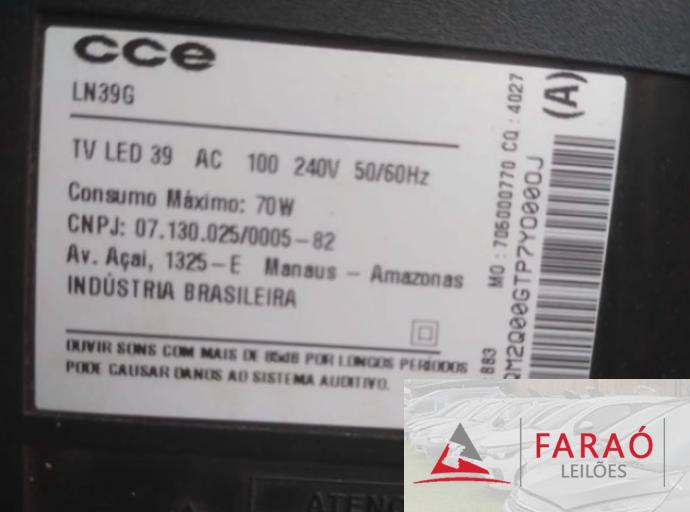 cce
LN39G
TV LED 39 AC 100 240V 50/60Hz
Consumo Máximo: 70W
CNPJ: 07.130.025/0005-82
Av. Açai, 1325-E Manaus - Amazonas
INDÚSTRIA BRASILEIRA
OUVIR SONS COM MAIS DE 85dB POR LONGOS PERÍODOS
PODE CAUSAR DANOS AO SISTEMA AUDITIVO.
MO: 705000770 CQ: 4027
(A)
FARAÓ
LEILÕES